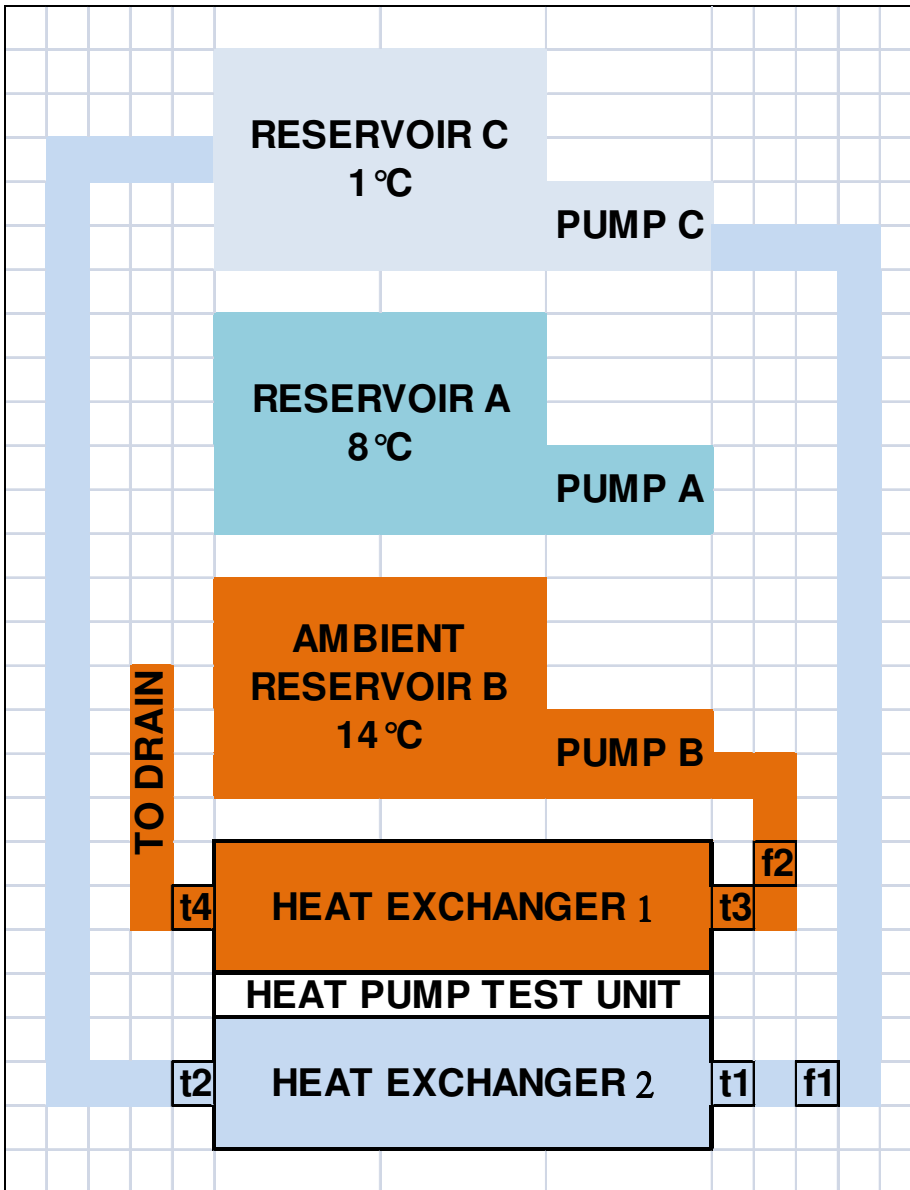 RESERVOIR C
1°C
PUMP C
RESERVOIR A
8°C
PUMP A
AMBIENT
RESERVOIR B
14°C
PUMP B
TO DRAIN
f2
t4
HEAT EXCHANGER 1
t3
HEAT PUMP TEST UNIT
t2
HEAT EXCHANGER 2
t1
f1